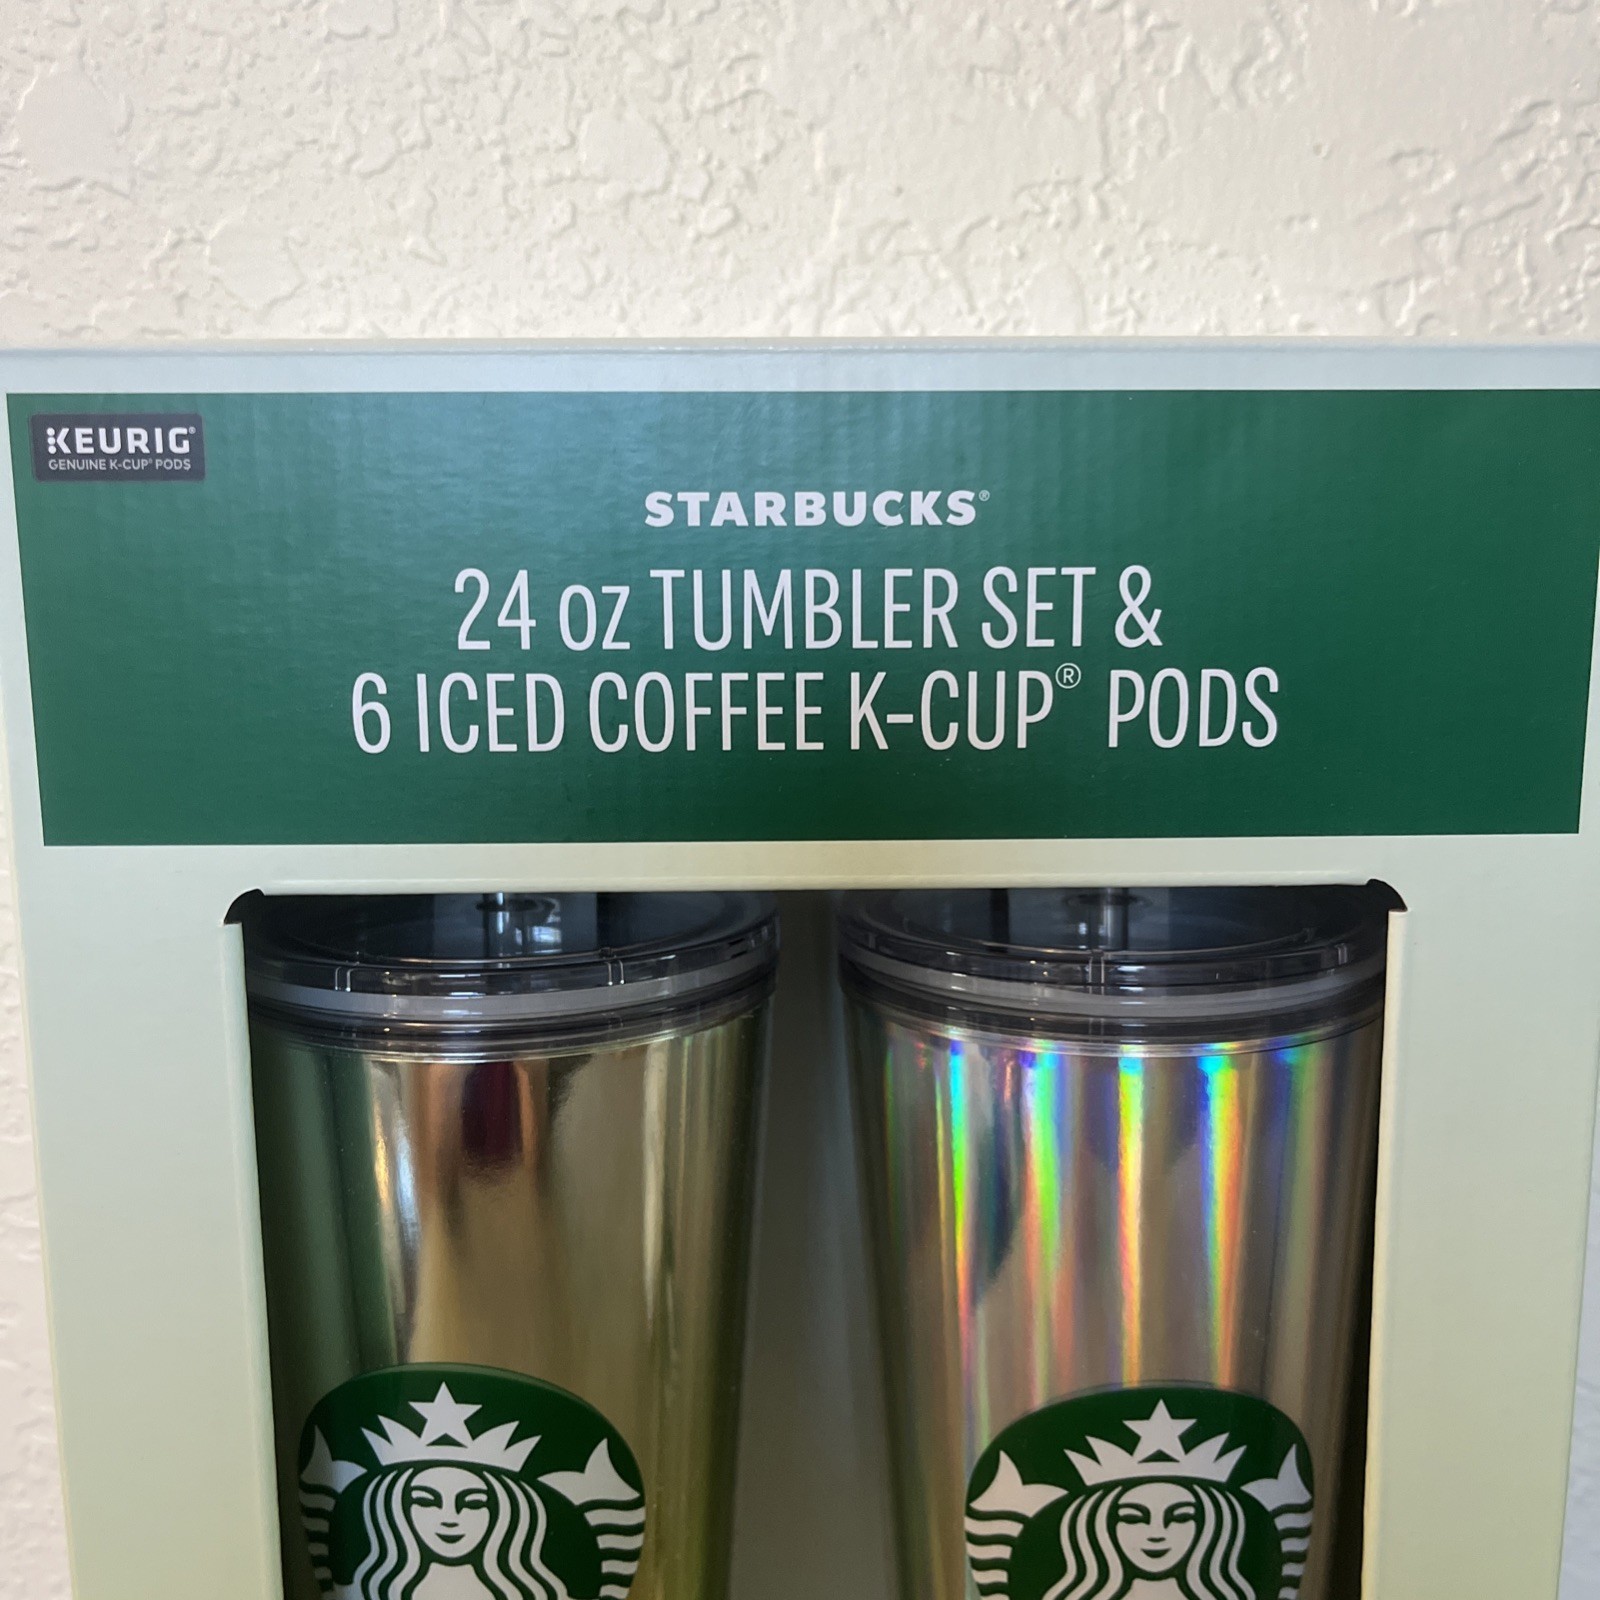 KEURIG®
GENUINE K-CUP® PODS
STARBUCKS®
24 oz TUMBLER SET &
6 ICED COFFEE K-CUP® PODS